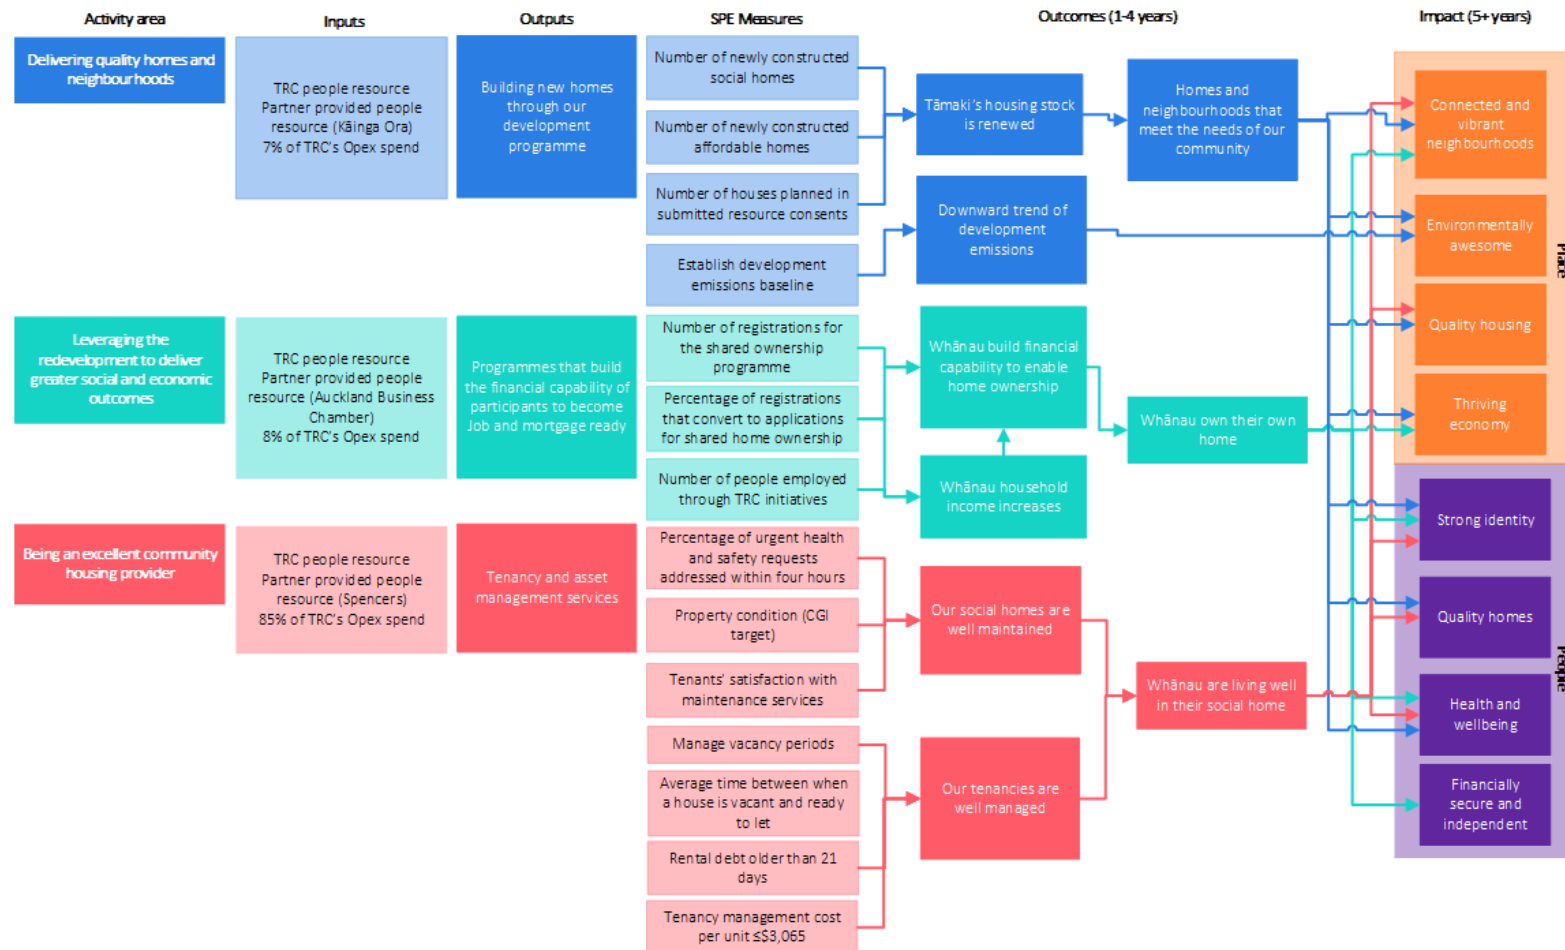 Activity area
Inputs
Outputs
SPE Measures
Outcomes (1-4 years)
Impact (5+ years)
Delivering quality homes and
neighbourhoods
TRC people resource
Partner provided people
resource (Kāinga Ora)
7% of TRC's Opex spend
Building new homes
through our
development
programme
Number of newly constructed
social homes
Number of newly constructed
affordable homes
Number of houses planned in
submitted resource consents
Establish development
emissions baseline
Tāmaki's housing stock
is renewed
Downward trend of
development
emissions
Homes and
neighbourhoods that
meet the needs of our
community
Leveraging the
redevelopment to deliver
greater social and economic
outcomes
TRC people resource
Partner provided people
resource (Auckland Business
Chamber)
8% of TRC's Opex spend
Programmes that build
the financial capability of
participants to become
Job and mortgage ready
Number of registrations for
the shared ownership
programme
Percentage of registrations
that convert to applications
for shared home ownership
Number of people employed
through TRC initiatives
Whānau build financial
capability to enable
home ownership
Whānau household
income increases
Whānau own their own
home
Being an excellent community
housing provider
TRC people resource
Partner provided people
resource (Spencers)
85% of TRC's Opex spend
Tenancy and asset
management services
Percentage of urgent health
and safety requests
addressed within four hours
Property condition (CGI
target)
Tenants' satisfaction with
maintenance services
Manage vacancy periods
Average time between when
a house is vacant and ready
to let
Rental debt older than 21
days
Tenancy management cost
per unit ≤$3,065
Our social homes are
well maintained
Our tenancies are
well managed
Whānau are living well
in their social home
Connected and
vibrant
neighbourhoods
Environmentally
awesome
Quality housing
Thriving
economy
Place
Strong identity
Quality homes
Health and
wellbeing
Financially
secure and
independent
People